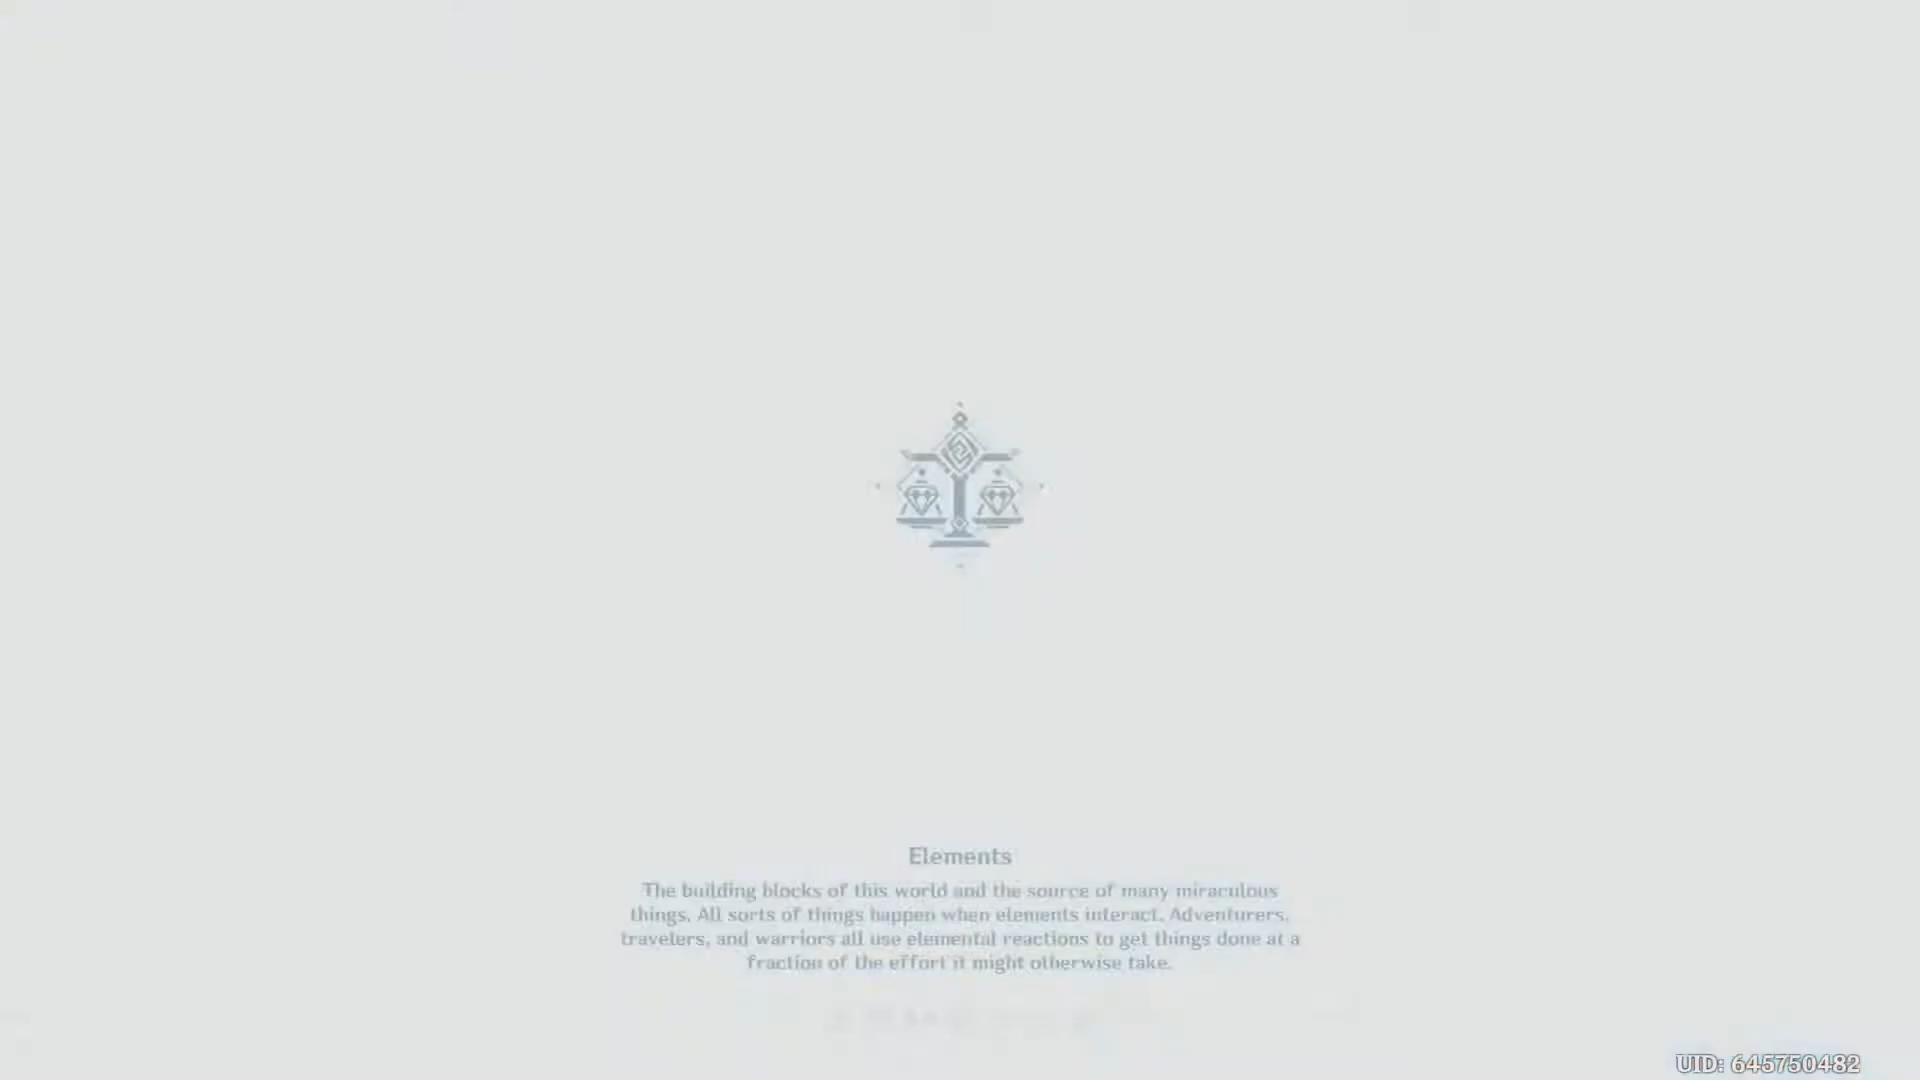 Elements
The building blocks of this world and the source of many miraculous
things. All sorts of things happen when elements interact. Adventurers,
travelers, and warriors all use elemental reactions to get things done at a
fraction of the effort it might otherwise take.
UID: 645750482